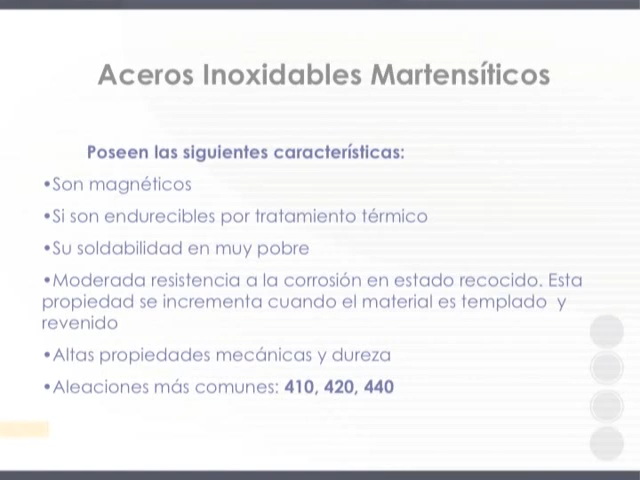 Aceros Inoxidables Martensíticos
Poseen las siguientes características:
•Son magnéticos
•Si son endurecibles por tratamiento térmico
•Su soldabilidad en muy pobre
•Moderada resistencia a la corrosión en estado recocido. Esta
propiedad se incrementa cuando el material es templado y
revenido
•Altas propiedades mecánicas y dureza
•Aleaciones más comunes: 410, 420, 440